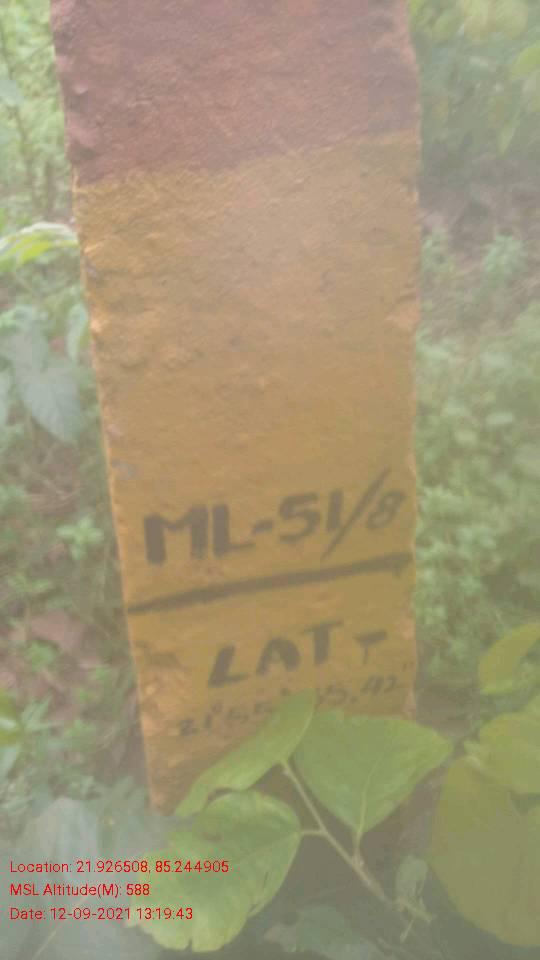 ML-51/8
LAT-
Location: 21.926508, 85.244905
MSL Altitude(M): 588
Date: 12-09-2021 13:19:43